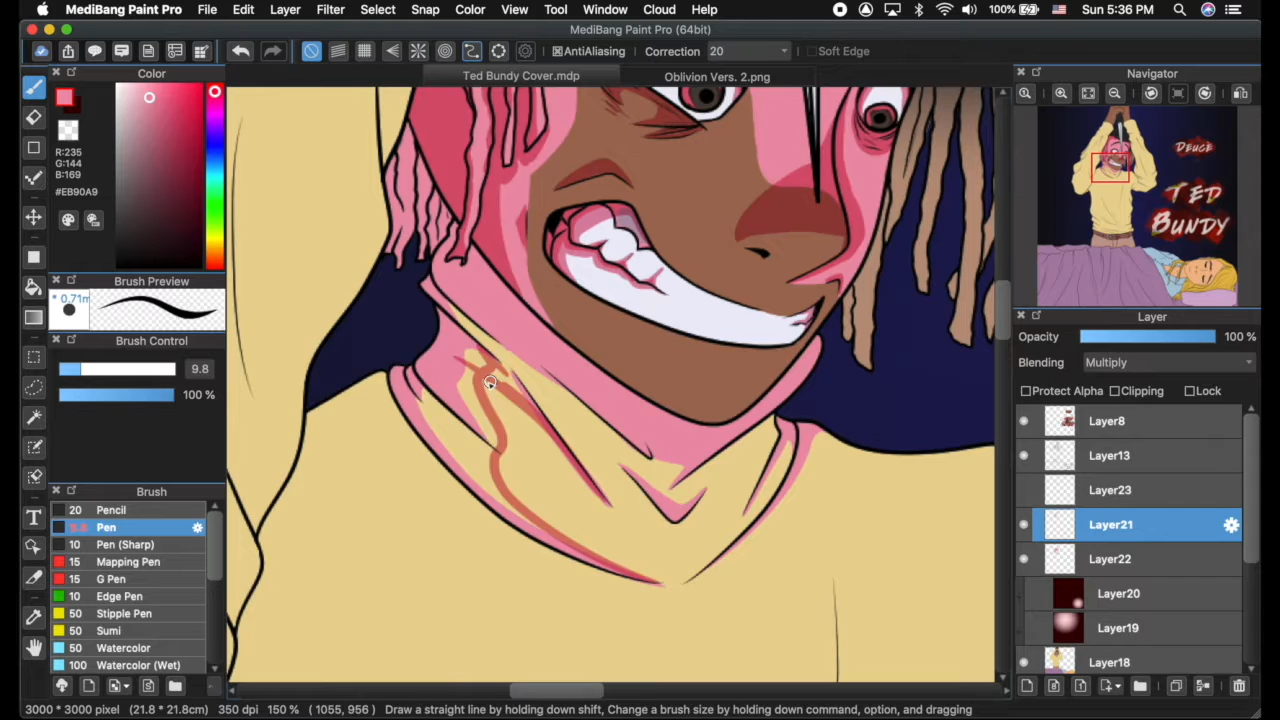 MediBang Paint Pro File Edit Layer Filter Select Snap Color View Tool Window Cloud Help 100% Sun 5:36 PM
MediBang Paint Pro (64bit)
AntiAliasing Correction 20 Soft Edge
Ted Bundy Cover.mdp Oblivion Vers. 2.png
Color
R:235
G:144
B:169
#EB90A9
Brush Preview
* 0.71m
Brush Control
9.8
100 %
Brush
20 Pencil
9.8 Pen
10 Pen (Sharp)
15 Mapping Pen
15 G Pen
10 Edge Pen
50 Stipple Pen
50 Sumi
50 Watercolor
100 Watercolor (Wet)
Navigator
DEUCE
TED
BUNDY
Layer
Opacity 100 %
Blending Multiply
Protect Alpha Clipping Lock
Layer8
Layer13
Layer23
Layer21
Layer22
Layer20
Layer19
Layer18
3000 * 3000 pixel (21.8 * 21.8cm) 350 dpi 150 % ( 1055, 956 ) Draw a straight line by holding down shift, Change a brush size by holding down command, option, and dragging